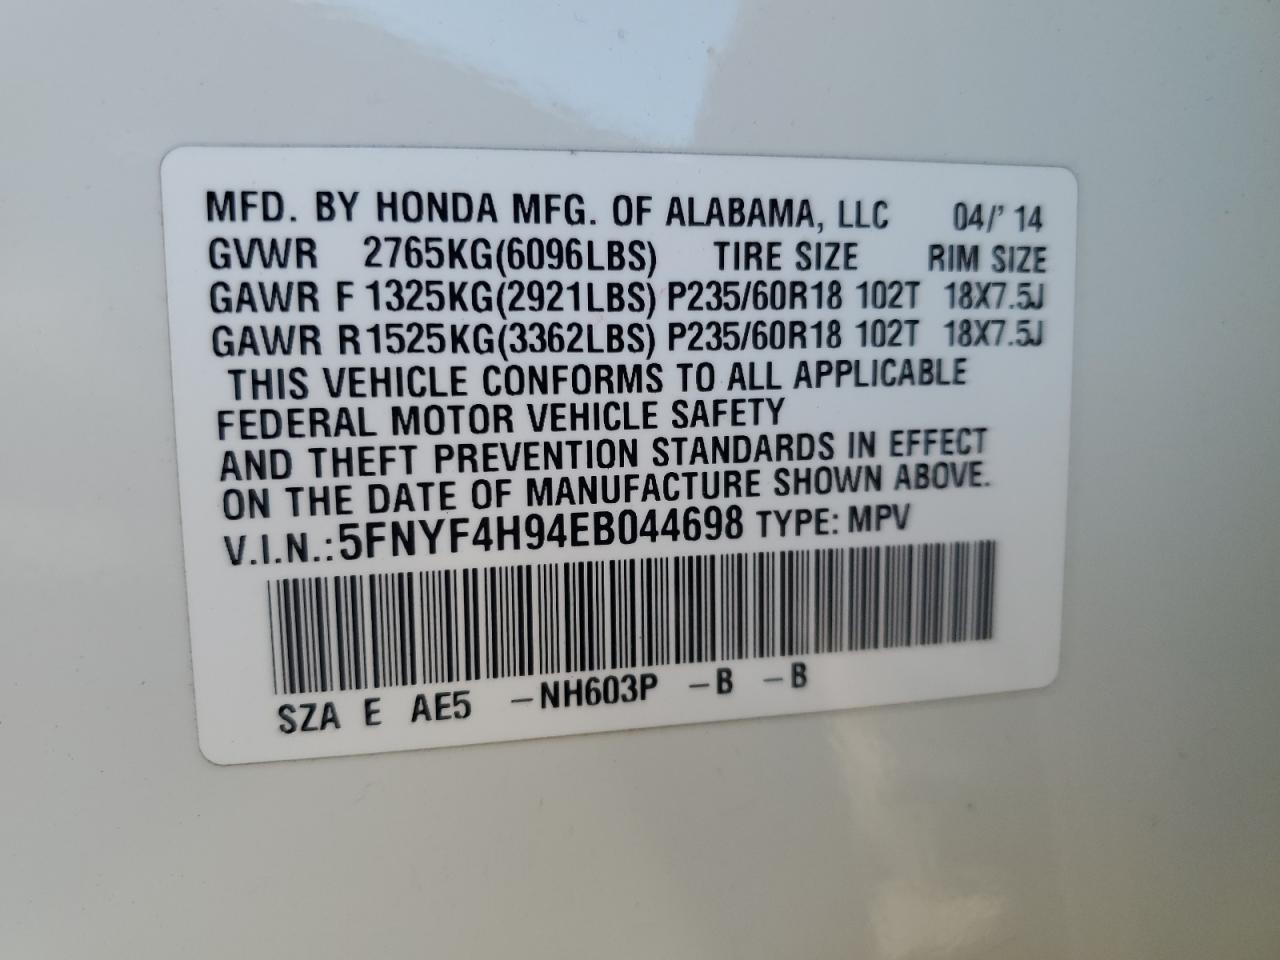 MFD. BY HONDA MFG. OF ALABAMA, LLC 04/' 14
GVWR 2765KG(6096LBS) TIRE SIZE RIM SIZE
GAWR F 1325KG(2921LBS) P235/60R18 102T 18X7.5J
GAWR R 1525KG(3362LBS) P235/60R18 102T 18X7.5J
THIS VEHICLE CONFORMS TO ALL APPLICABLE
FEDERAL MOTOR VEHICLE SAFETY
AND THEFT PREVENTION STANDARDS IN EFFECT
ON THE DATE OF MANUFACTURE SHOWN ABOVE.
V.I.N.: 5FNYF4H94EB044698 TYPE: MPV
SZA E AE5 -NH603P -B -B